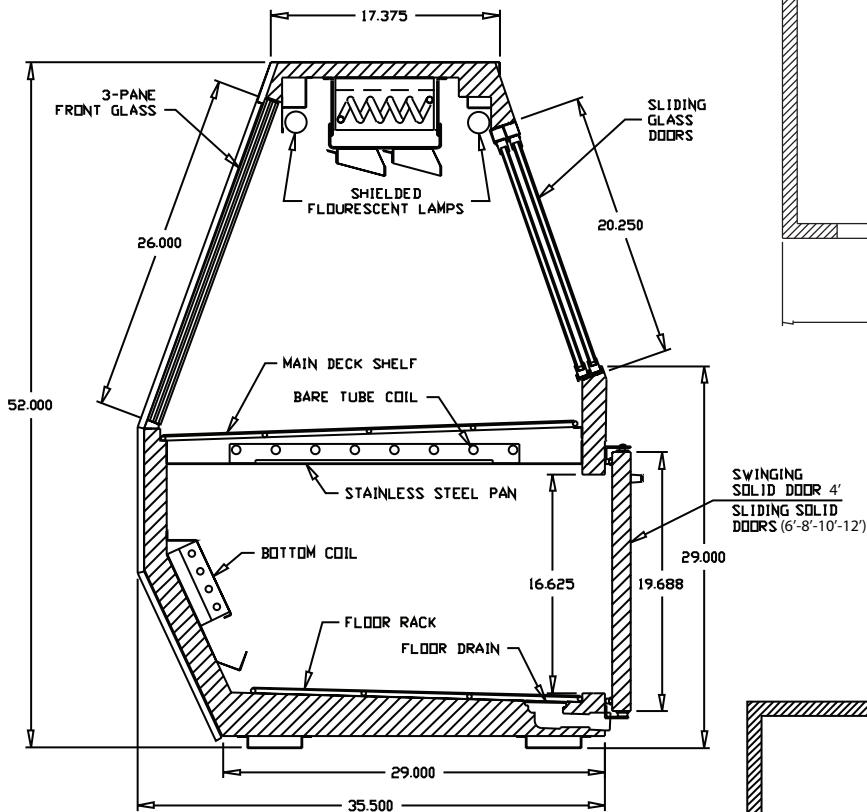 17.375
3-PANE
FRONT GLASS
SLIDING
GLASS
DOORS
SHIELDED
FLOURESCENT LAMPS
26.000
20.250
MAIN DECK SHELF
52.000
BARE TUBE COIL
STAINLESS STEEL PAN
SWINGING
SOLID DOOR 4'
SLIDING SOLID
DOORS (6'-8'-10'-12')
BOTTOM COIL
29.000
16.625
19.688
FLOOR RACK
FLOOR DRAIN
29.000
35.500